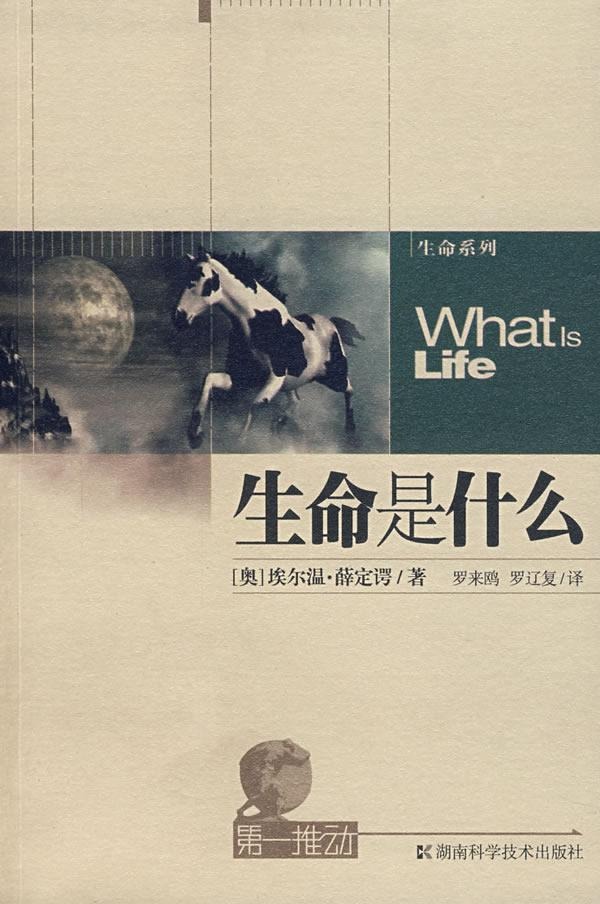 生命系列
What Is
Life
生命是什么
[奥]埃尔温·薛定谔/著
罗来鸥 罗辽复/译
第一推动
湖南科学技术出版社